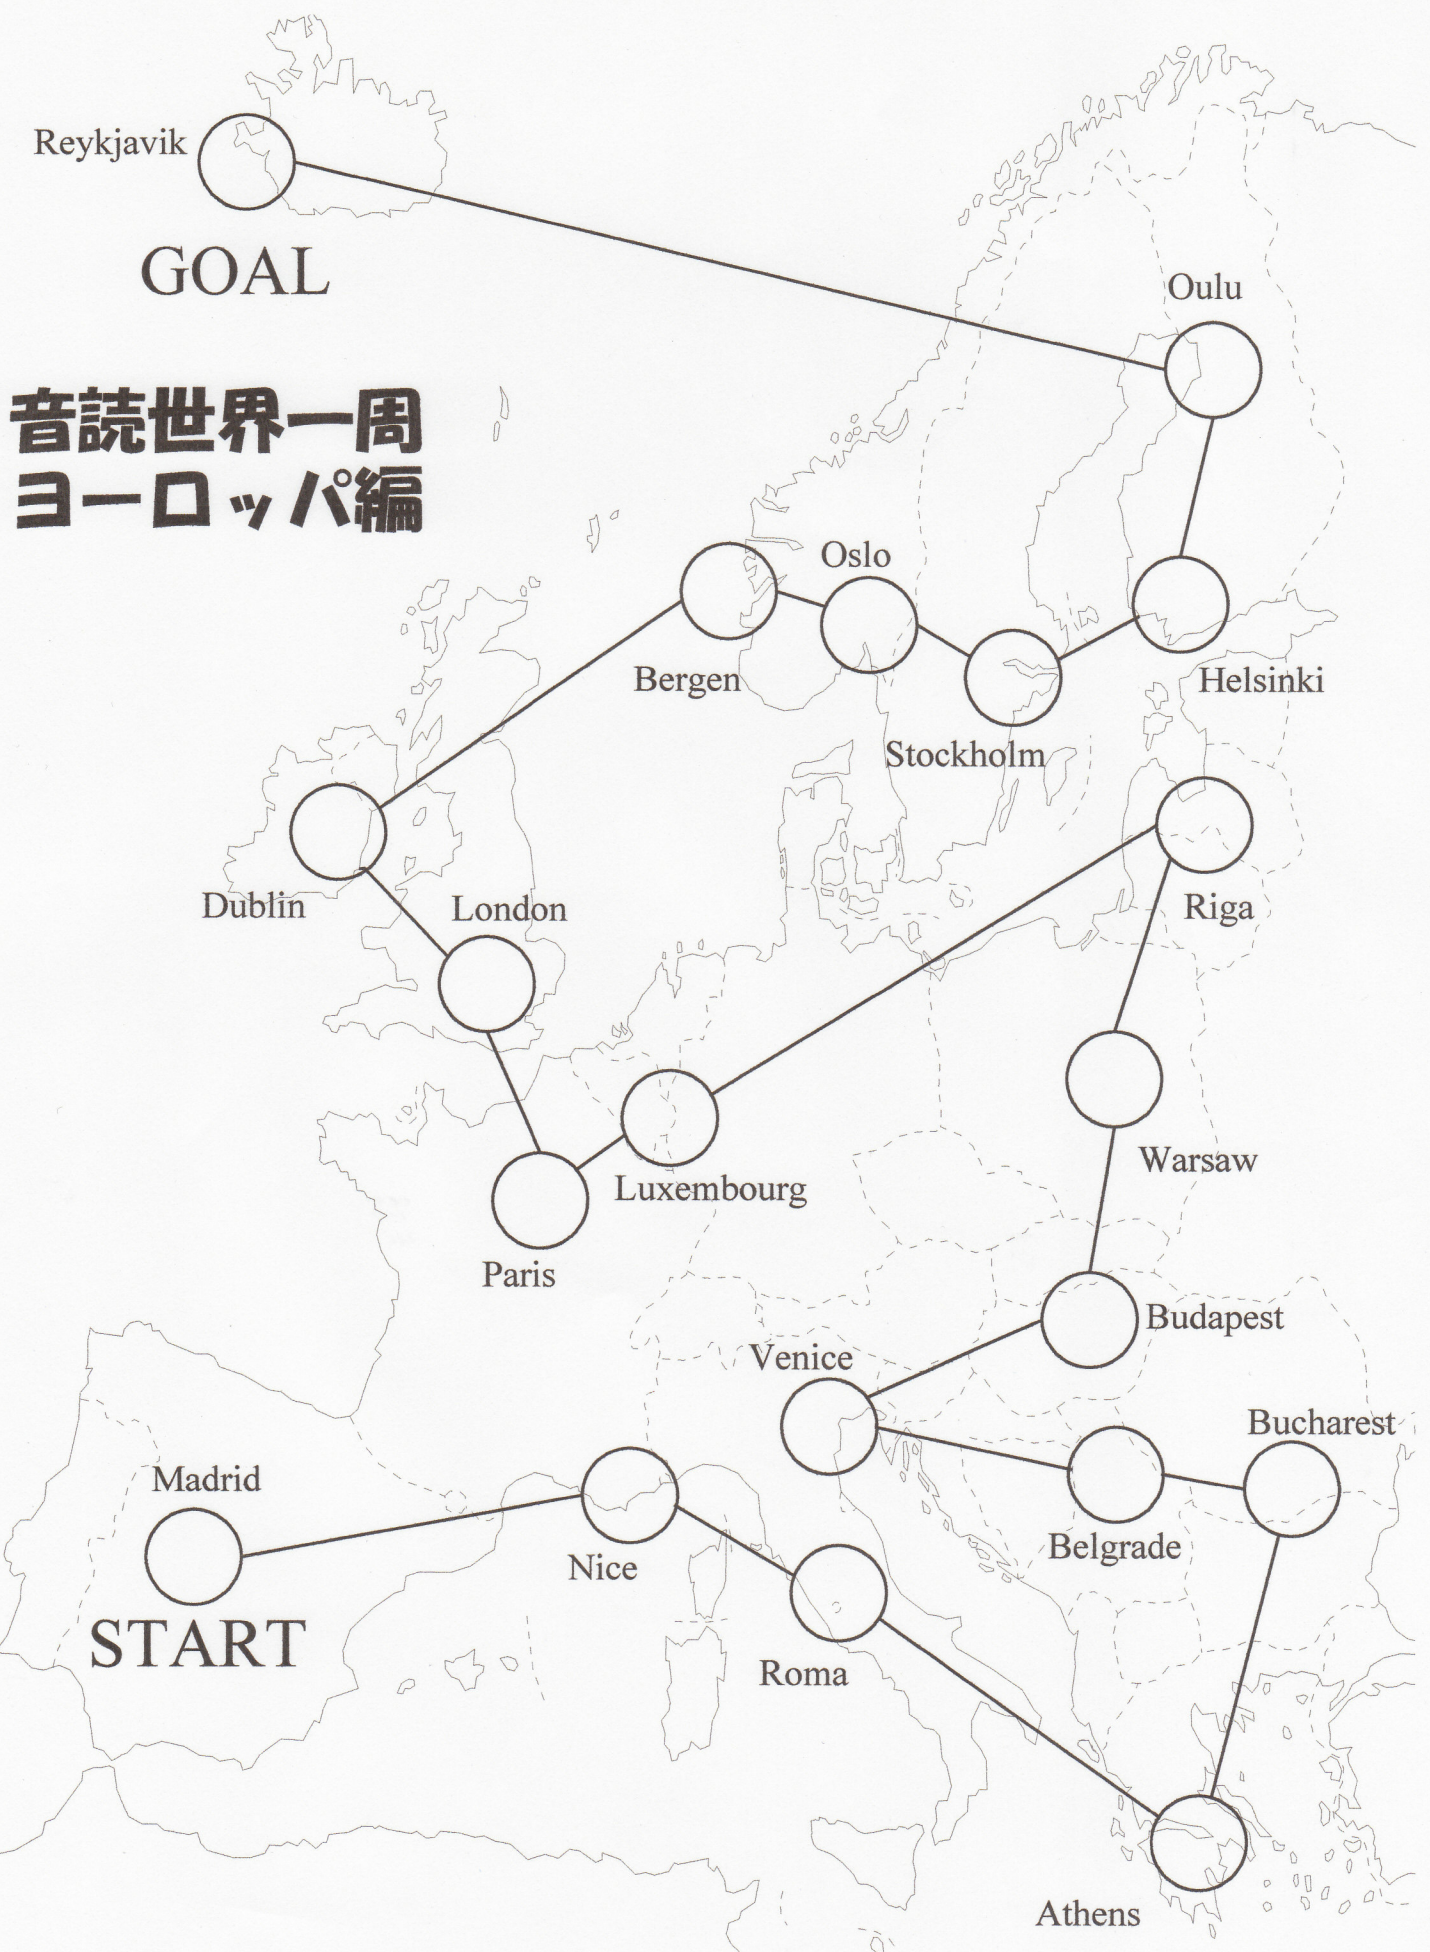 Reykjavik
GOAL
Oulu
音読世界一周
ヨーロッパ編
Oslo
Bergen
Helsinki
Stockholm
Dublin
London
Riga
Warsaw
Luxembourg
Paris
Budapest
Venice
Bucharest
Madrid
Belgrade
Nice
START
Roma
Athens